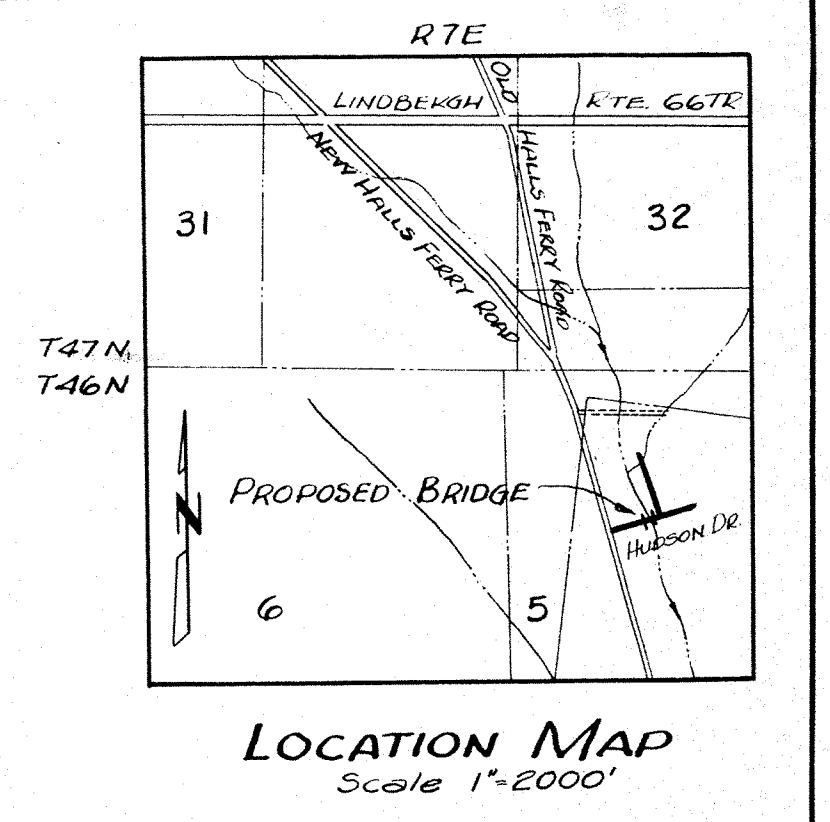 R7E
LINDBERGH RTE. 66TR
OLD HALLS FERRY ROAD
NEW HALLS FERRY ROAD
31
32
T47N
T46N
PROPOSED BRIDGE
HUDSON DR.
N
6
5
LOCATION MAP
Scale 1"=2000'